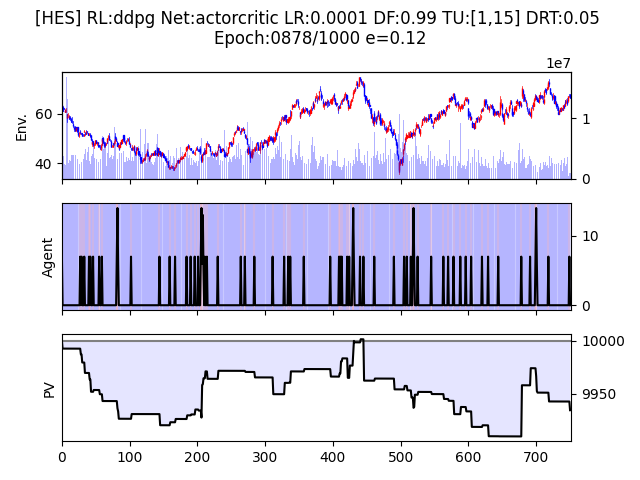 [HES] RL:ddpg Net:actorcritic LR:0.0001 DF:0.99 TU:[1,15] DRT:0.05
Epoch:0878/1000 e=0.12
1e7
Env.
60
40
1
0
Agent
10
0
PV
10000
9950
0 100 200 300 400 500 600 700